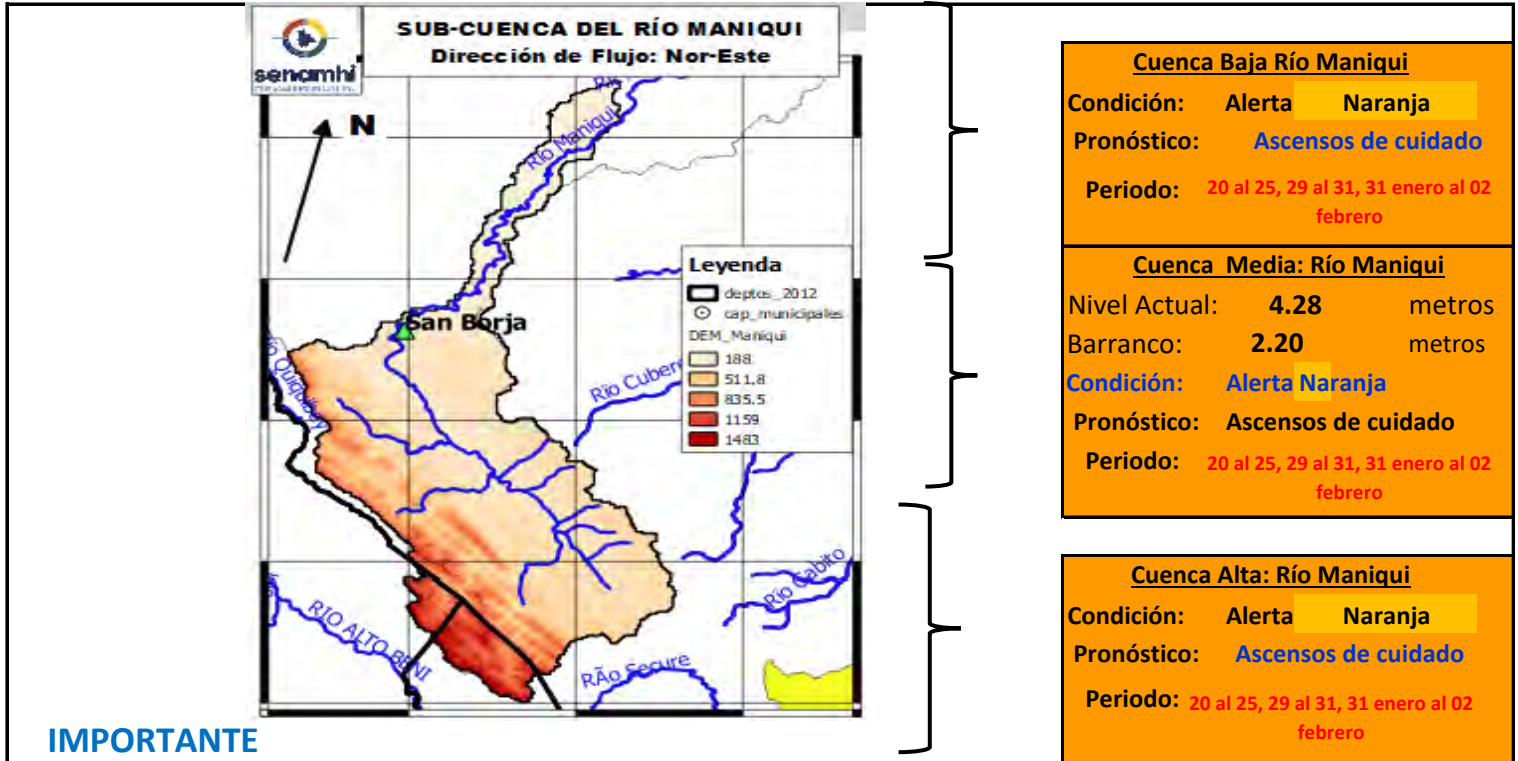 SUB-CUENCA DEL RÍO MANIQUI
Dirección de Flujo: Nor-Este
senamhi
N
Río Maniqui
San Borja
Río Quiquibey
Río Cubere
Leyenda
deptos_2012
cap_municipales
DEM_Maniqui
188
511.8
835.5
1159
1483
RIO ALTO BENI
RÃo Secure
Río Cabito
IMPORTANTE
Cuenca Baja Río Maniqui
Condición: Alerta Naranja
Pronóstico: Ascensos de cuidado
Periodo: 20 al 25, 29 al 31, 31 enero al 02
febrero
Cuenca Media: Río Maniqui
Nivel Actual: 4.28 metros
Barranco: 2.20 metros
Condición: Alerta Naranja
Pronóstico: Ascensos de cuidado
Periodo: 20 al 25, 29 al 31, 31 enero al 02
febrero
Cuenca Alta: Río Maniqui
Condición: Alerta Naranja
Pronóstico: Ascensos de cuidado
Periodo: 20 al 25, 29 al 31, 31 enero al 02
febrero